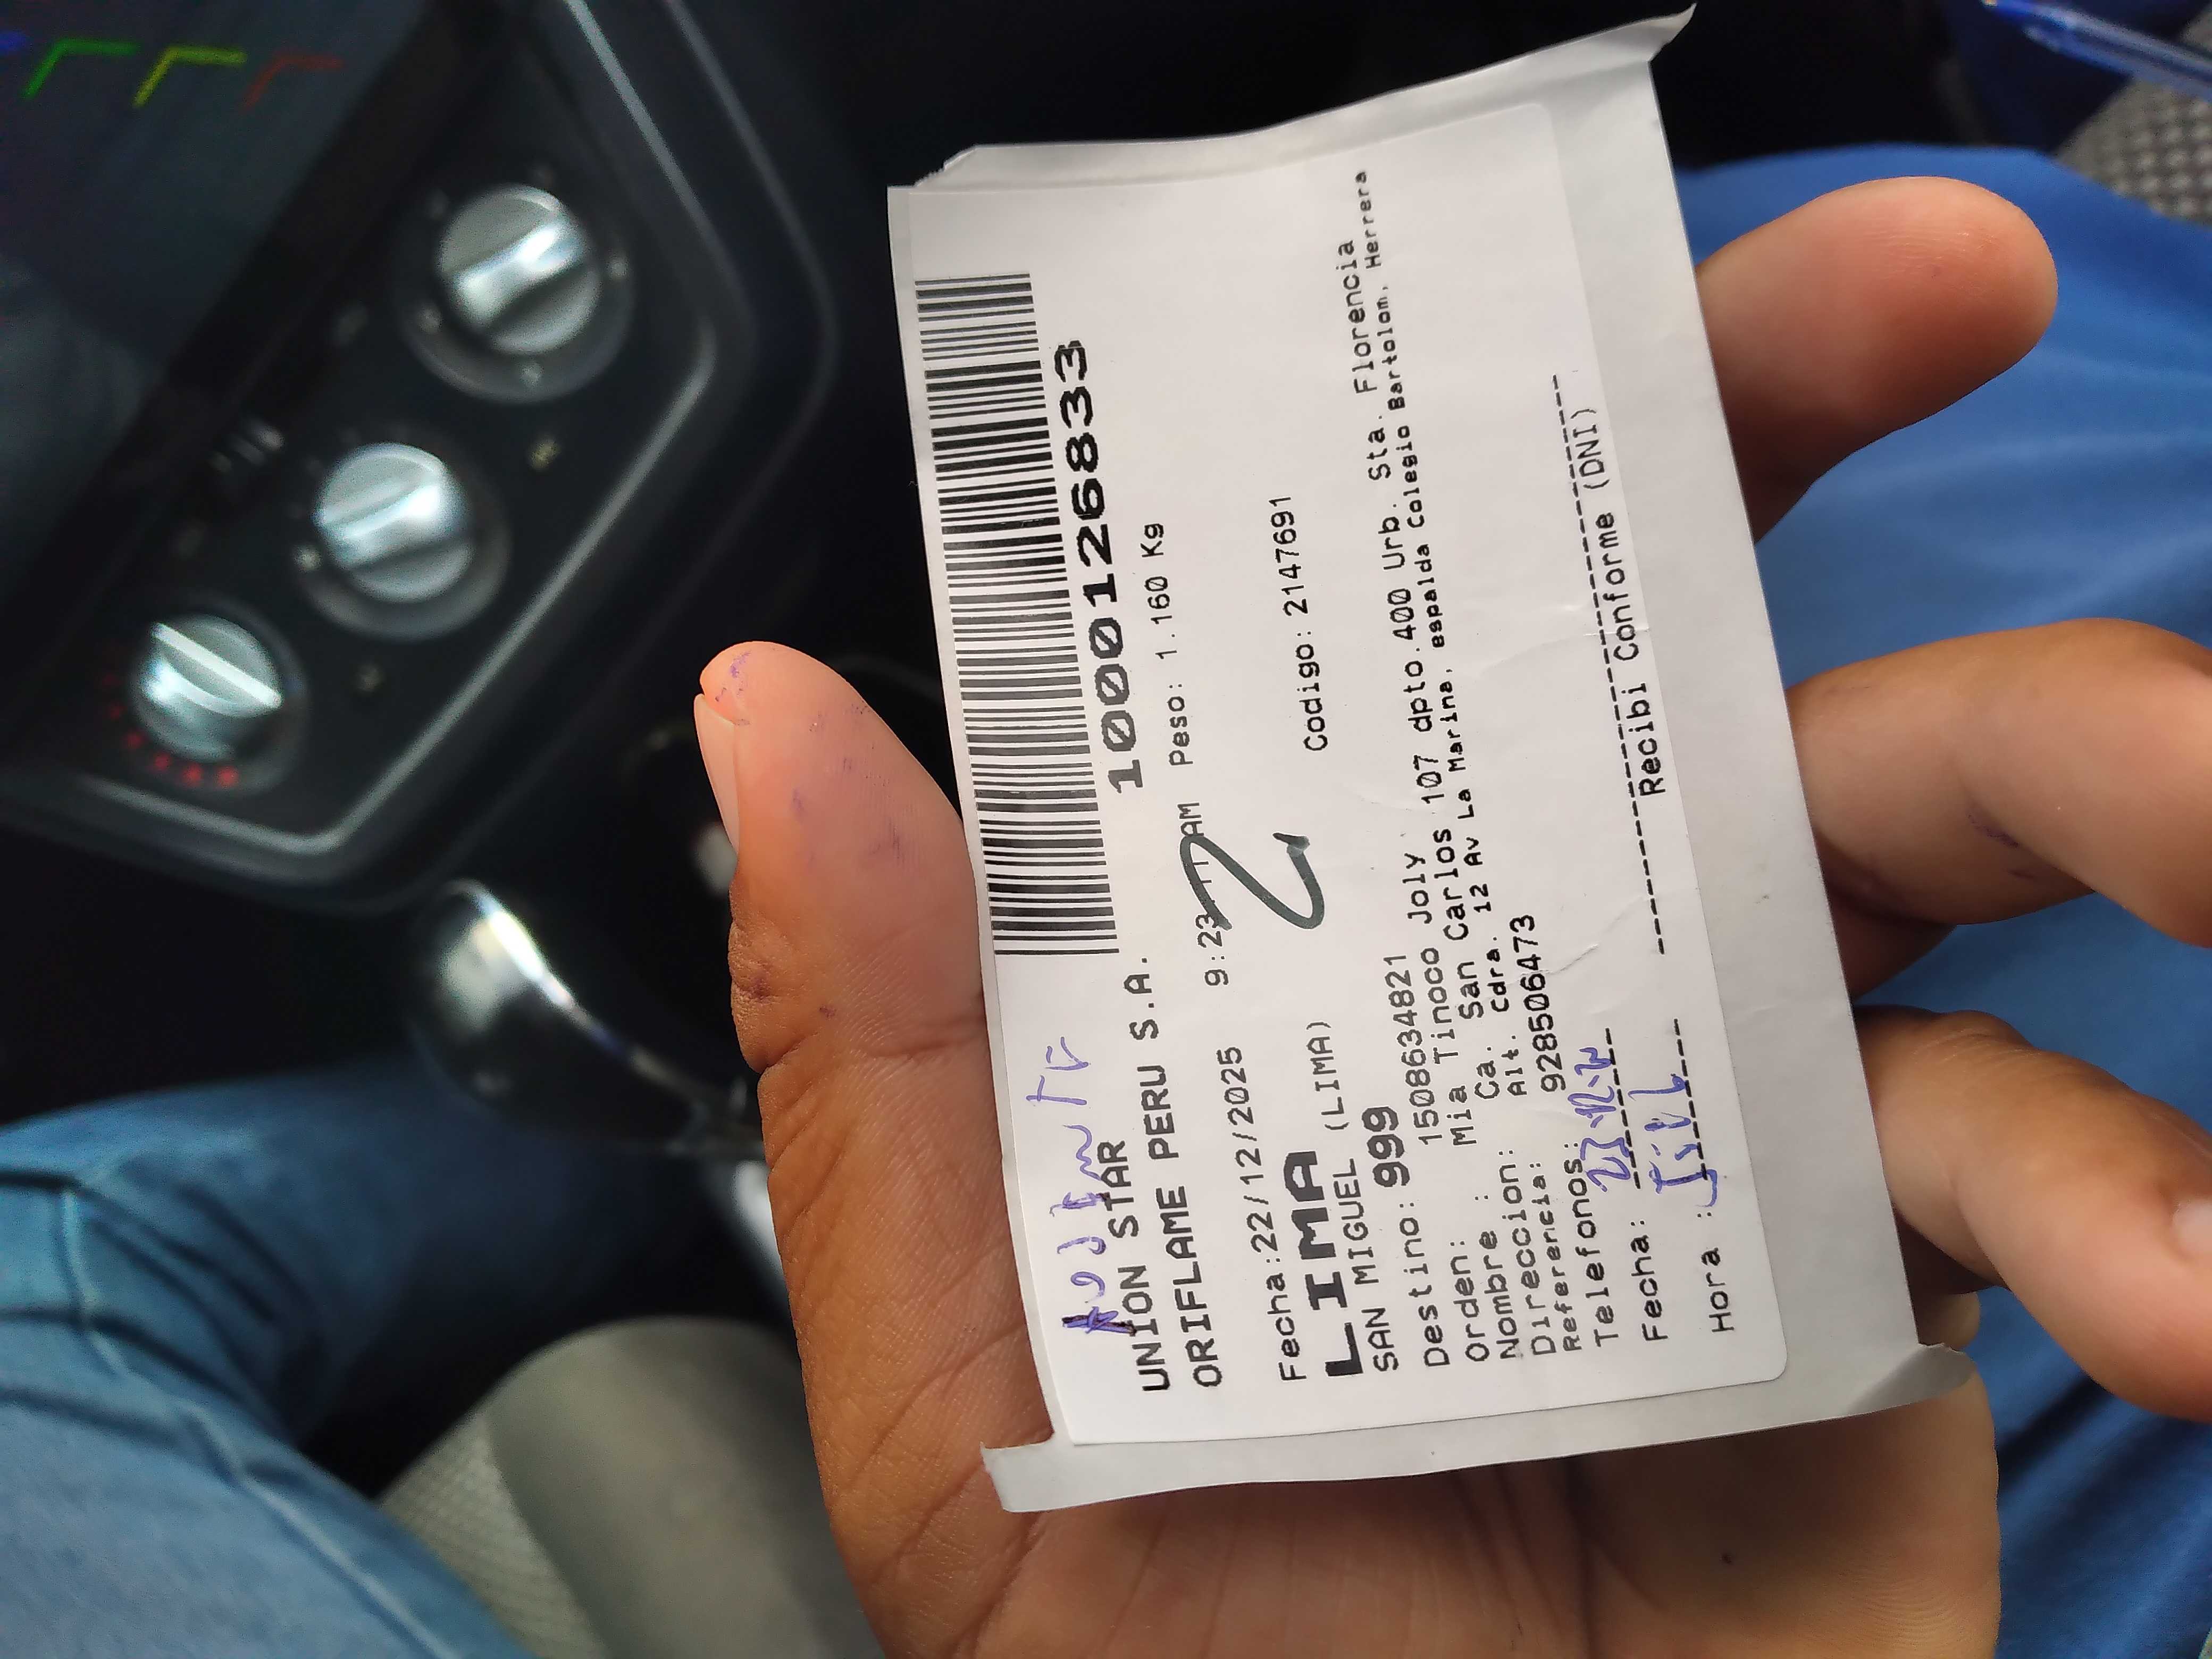 UNION STAR
ORIFLAME PERU S.A. 1000126833
Fecha:22/12/2025 9:23 AM Peso: 1.160 Kg
LIMA 2
SAN MIGUEL (LIMA) Codigo: 2147691
Destino: 999
Orden: 15086634821
Nombre : Mia Tinoco Joly
Direccion: Ca. San Carlos 107 dpto.400 Urb. Sta. Florencia
Referencia: Alt. Cdra. 12 Av La Marina, espalda Colegio Bartolom, Herrera
Telefonos: 928506473
Fecha:
Hora : Recibi Conforme (DNI)